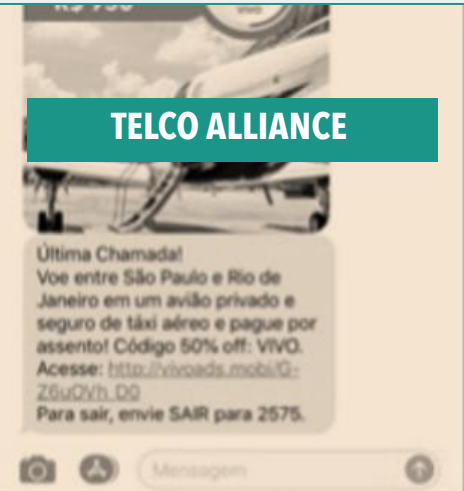 R$ 950
vivo
TELCO ALLIANCE
Última Chamada!
Voe entre São Paulo e Rio de
Janeiro em um avião privado e
seguro de táxi aéreo e pague por
assento! Código 50% off: VIVO.
Acesse: http://vivoads.mobi/G-
Z6uOVh_D0
Para sair, envie SAIR para 2575.
Mensagem